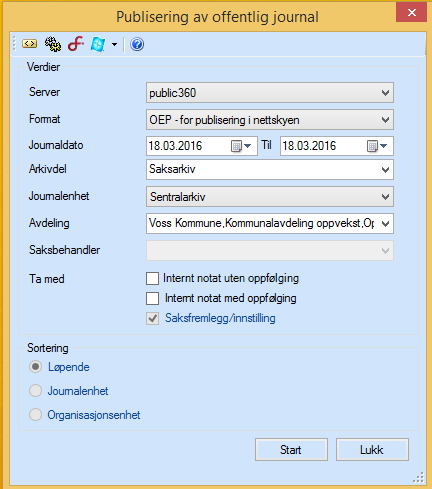 Publisering av offentlig journal
Verdier
Server public360
Format OEP - for publisering i nettskyen
Journaldato 18.03.2016 Til 18.03.2016
Arkivdel Saksarkiv
Journalenhet Sentralarkiv
Avdeling Voss Kommune,Kommunalavdeling oppvekst,Op
Saksbehandler
Ta med Internt notat uten oppfølging
Internt notat med oppfølging
Saksfremlegg/innstilling
Sortering
Løpende
Journalenhet
Organisasjonsenhet
Start Lukk